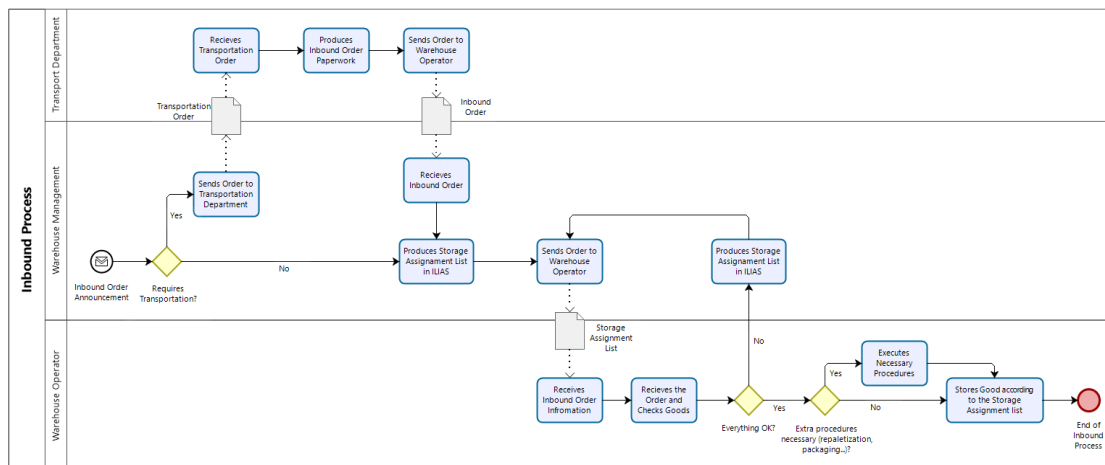 Inbound Process
Transport Department
Recieves
Transportation
Order
Produces
Inbound Order
Paperwork
Sends Order to
Warehouse
Operator
Transportation
Order
Inbound
Order
Warehouse Management
Sends Order to
Transportation
Department
Recieves
Inbound Order
Yes
Inbound Order
Announcement
Requires
Transportation?
No
Produces Storage
Assignament List
in ILIAS
Sends Order to
Warehouse
Operator
Produces Storage
Assignament List
in ILIAS
Warehouse Operator
Storage
Assignment
List
No
Receives
Inbound Order
Infromation
Recieves the
Order and
Checks Goods
Everything OK?
Yes
Extra procedures
necessary (repaletization,
packaging...)?
Yes
Executes
Necessary
Procedures
No
Stores Good according
to the Storage
Assignment list
End of
Inbound
Process